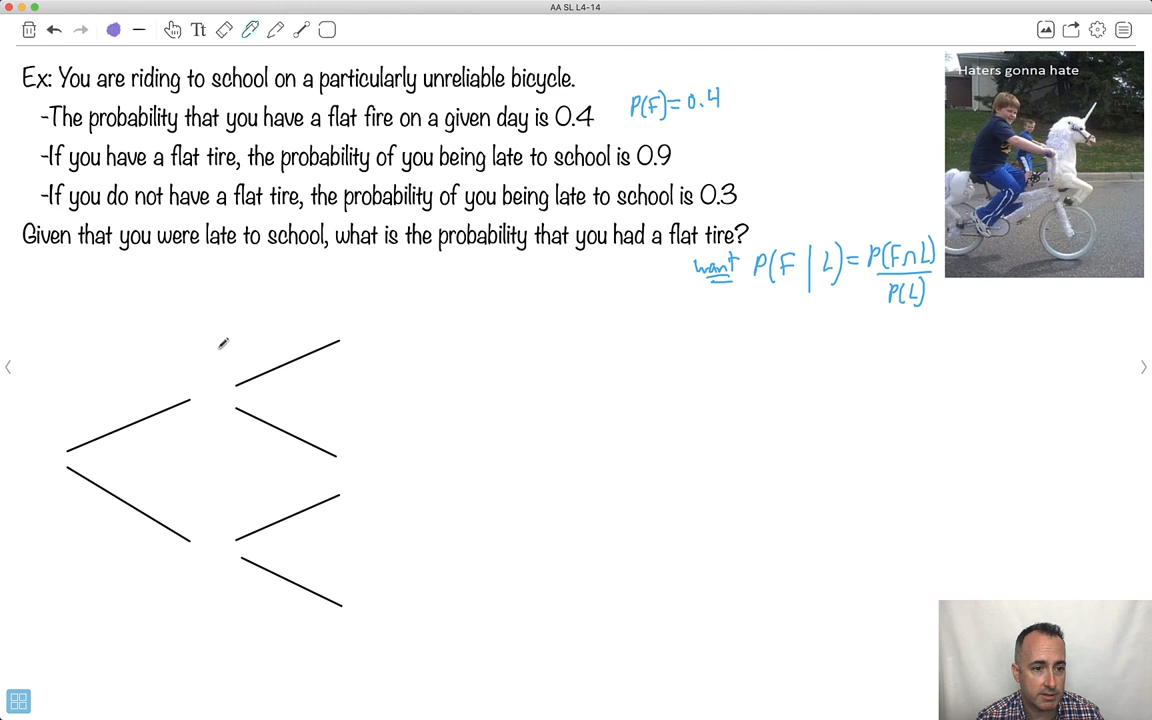 AA SL L4-14
Tt
Haters gonna hate
Ex: You are riding to school on a particularly unreliable bicycle.
-The probability that you have a flat fire on a given day is 0.4
P(F)=0.4
-If you have a flat tire, the probability of you being late to school is 0.9
-If you do not have a flat tire, the probability of you being late to school is 0.3
Given that you were late to school, what is the probability that you had a flat tire?
want P(F | L)= P(F∩L)
P(L)